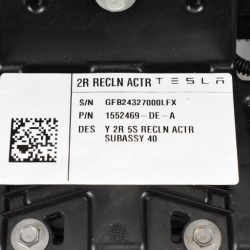 2R RECLN ACTR TESLA
S/N GFB24327000LFX
P/N 1552469-DE-A
DES Y 2R 5S RECLN ACTR
SUBASSY 40